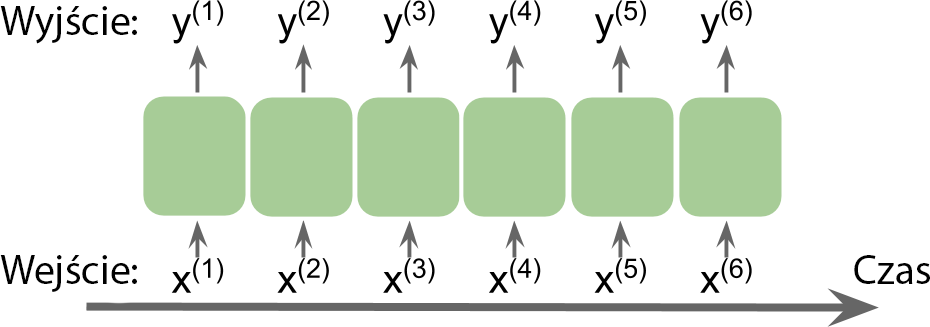 Wyjście: y(1) y(2) y(3) y(4) y(5) y(6)
Wejście: x(1) x(2) x(3) x(4) x(5) x(6) Czas